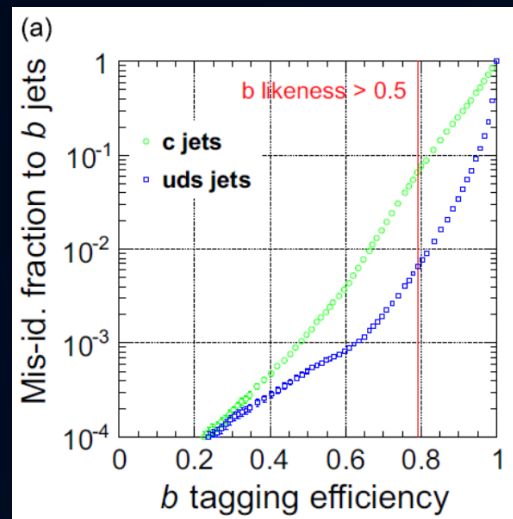 (a)
Mis-id. fraction to b jets
1
10⁻¹
10⁻²
10⁻³
10⁻⁴
b likeness > 0.5
c jets
uds jets
0 0.2 0.4 0.6 0.8 1
b tagging efficiency